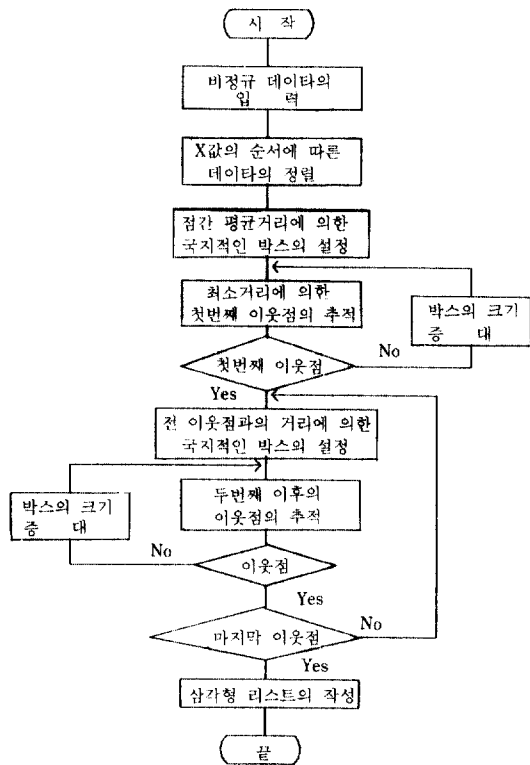 시 작
비정규 데이타의
입 력
X값의 순서에 따른
데이타의 정렬
점간 평균거리에 의한
국지적인 박스의 설정
최소거리에 의한
첫번째 이웃점의 추적
박스의 크기
증 대
첫번째 이웃점
No
Yes
전 이웃점과의 거리에 의한
국지적인 박스의 설정
박스의 크기
증 대
두번째 이후의
이웃점의 추적
No
이웃점
Yes
마지막 이웃점
No
Yes
삼각형 리스트의 작성
끝